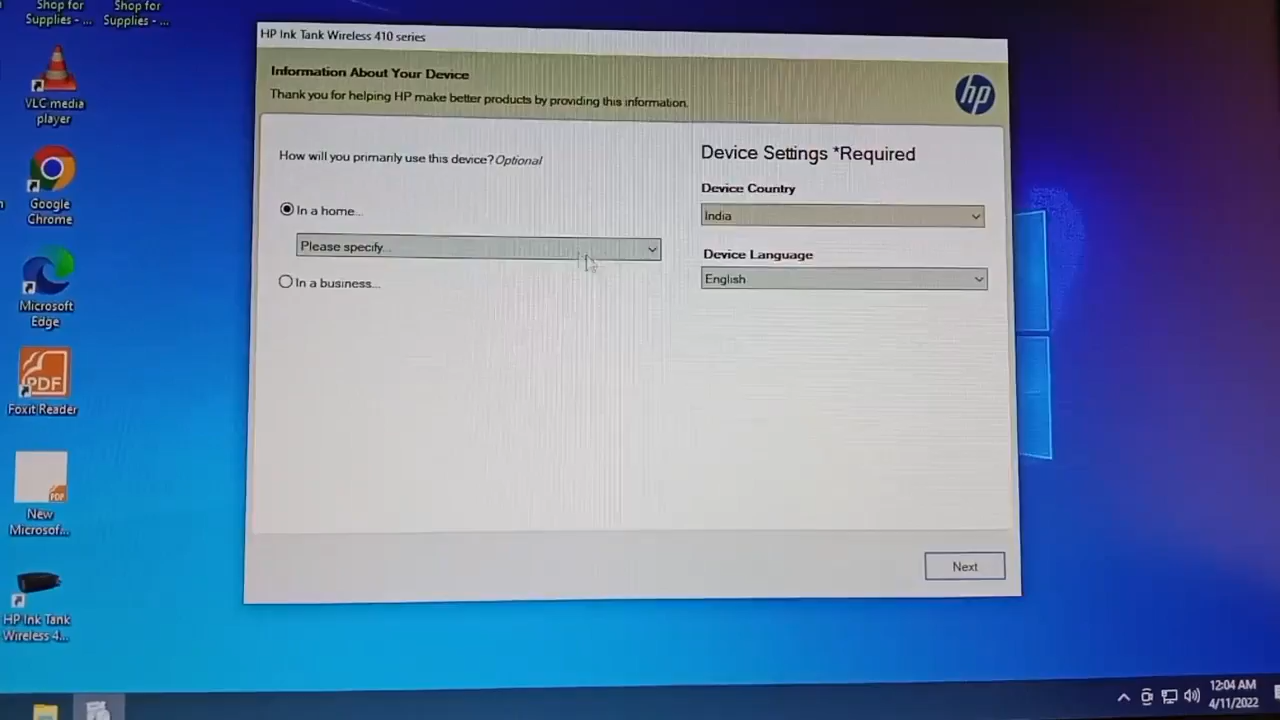 Shop for
Supplies - ...
Shop for
Supplies - ...
VLC media
player
Google
Chrome
Microsoft
Edge
PDF
Foxit Reader
PDP
New
Microsof...
HP Ink Tank
Wireless 4...
HP Ink Tank Wireless 410 series
Information About Your Device
Thank you for helping HP make better products by providing this information.
hp
How will you primarily use this device? Optional
In a home...
Please specify...
In a business...
Device Settings *Required
Device Country
India
Device Language
English
Next
12:04 AM
4/11/2022